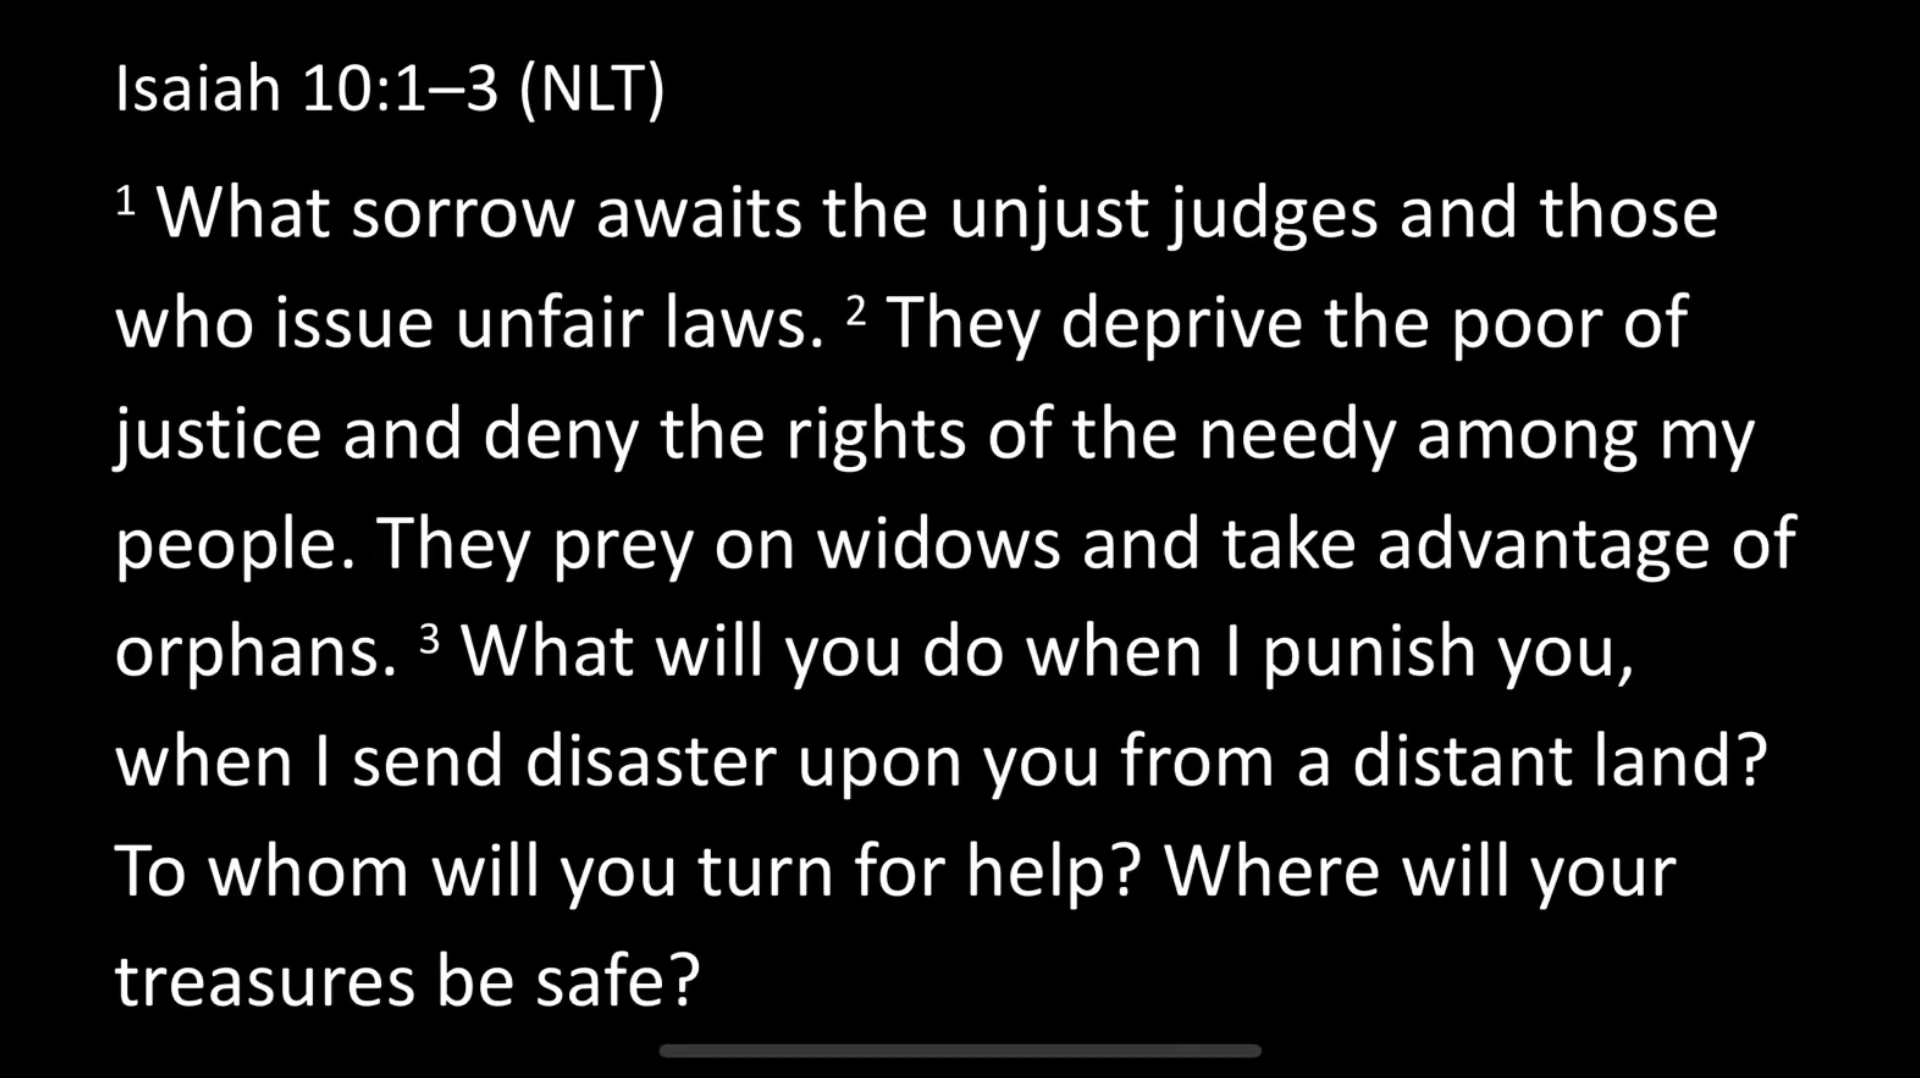 Isaiah 10:1–3 (NLT)
¹ What sorrow awaits the unjust judges and those
who issue unfair laws. ² They deprive the poor of
justice and deny the rights of the needy among my
people. They prey on widows and take advantage of
orphans. ³ What will you do when I punish you,
when I send disaster upon you from a distant land?
To whom will you turn for help? Where will your
treasures be safe?